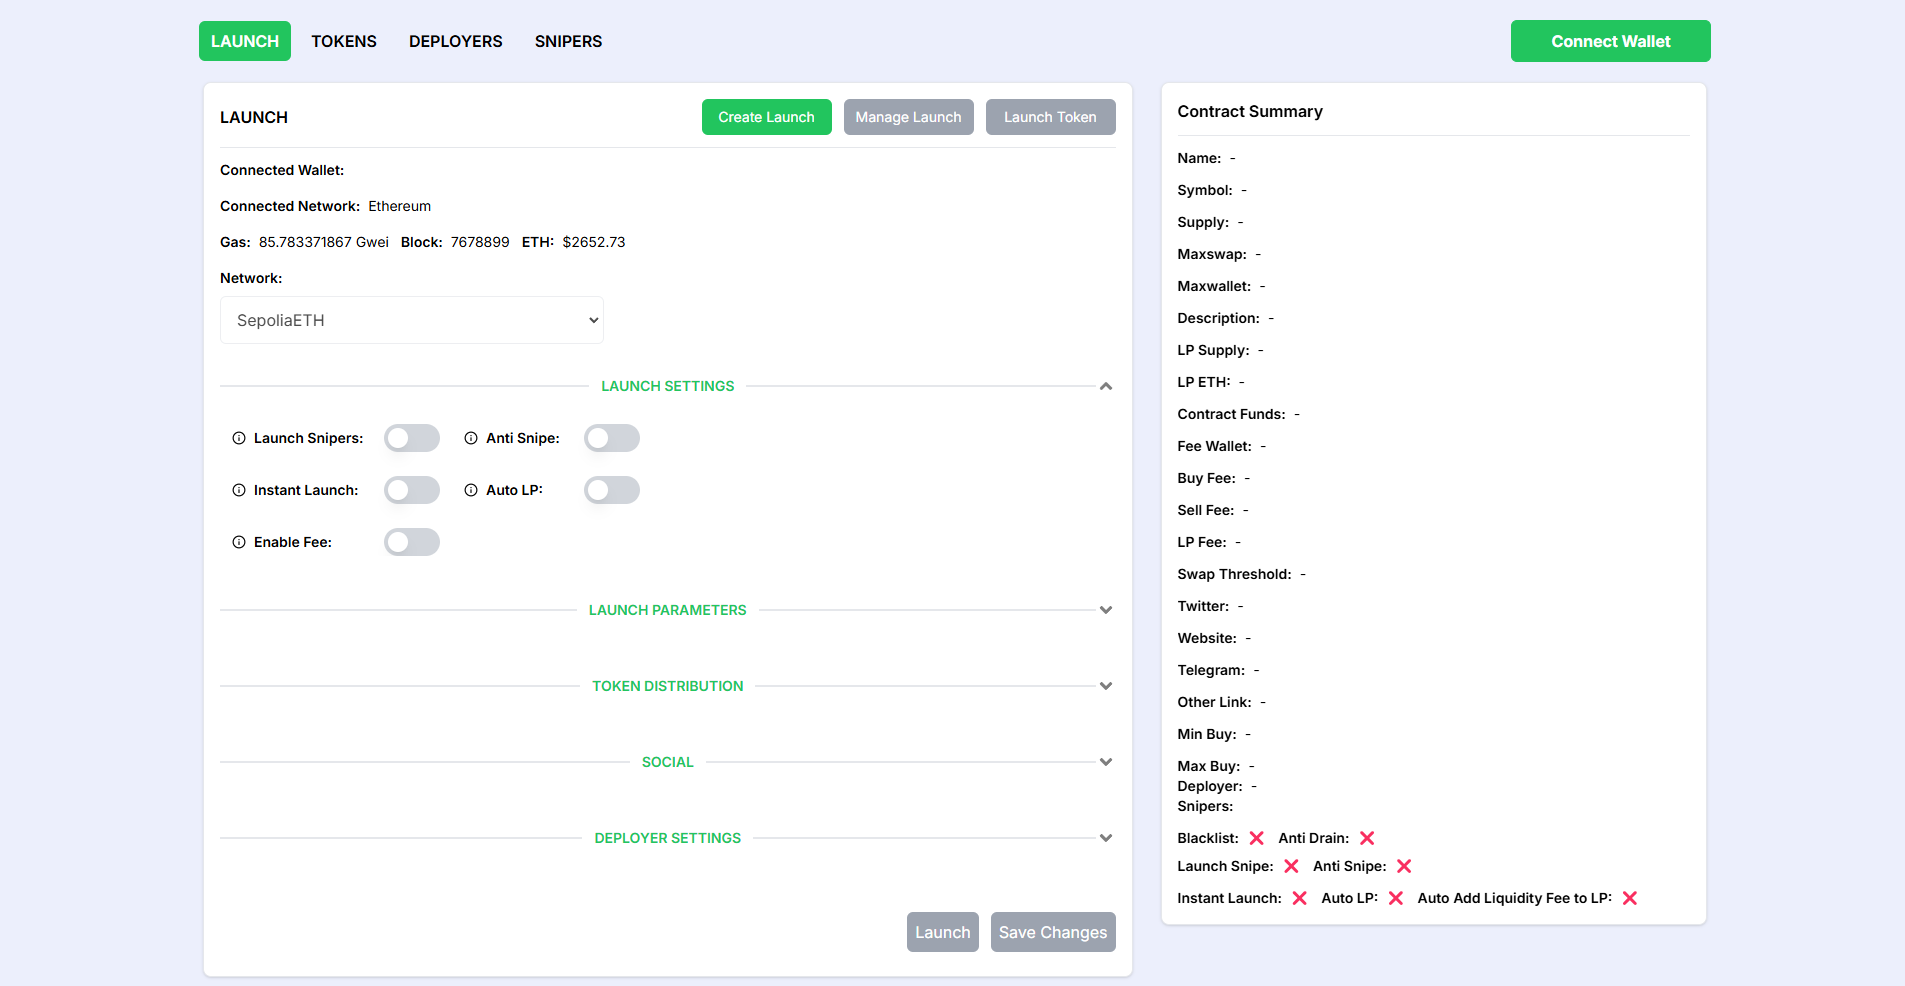 LAUNCH TOKENS DEPLOYERS SNIPERS Connect Wallet
LAUNCH Create Launch Manage Launch Launch Token
Connected Wallet:
Connected Network: Ethereum
Gas: 85.783371867 Gwei Block: 7678899 ETH: $2652.73
Network:
SepoliaETH
LAUNCH SETTINGS
Launch Snipers: Anti Snipe:
Instant Launch: Auto LP:
Enable Fee:
LAUNCH PARAMETERS
TOKEN DISTRIBUTION
SOCIAL
DEPLOYER SETTINGS
Launch Save Changes
Contract Summary
Name: -
Symbol: -
Supply: -
Maxswap: -
Maxwallet: -
Description: -
LP Supply: -
LP ETH: -
Contract Funds: -
Fee Wallet: -
Buy Fee: -
Sell Fee: -
LP Fee: -
Swap Threshold: -
Twitter: -
Website: -
Telegram: -
Other Link: -
Min Buy: -
Max Buy: -
Deployer: -
Snipers:
Blacklist: ❌ Anti Drain: ❌
Launch Snipe: ❌ Anti Snipe: ❌
Instant Launch: ❌ Auto LP: ❌ Auto Add Liquidity Fee to LP: ❌